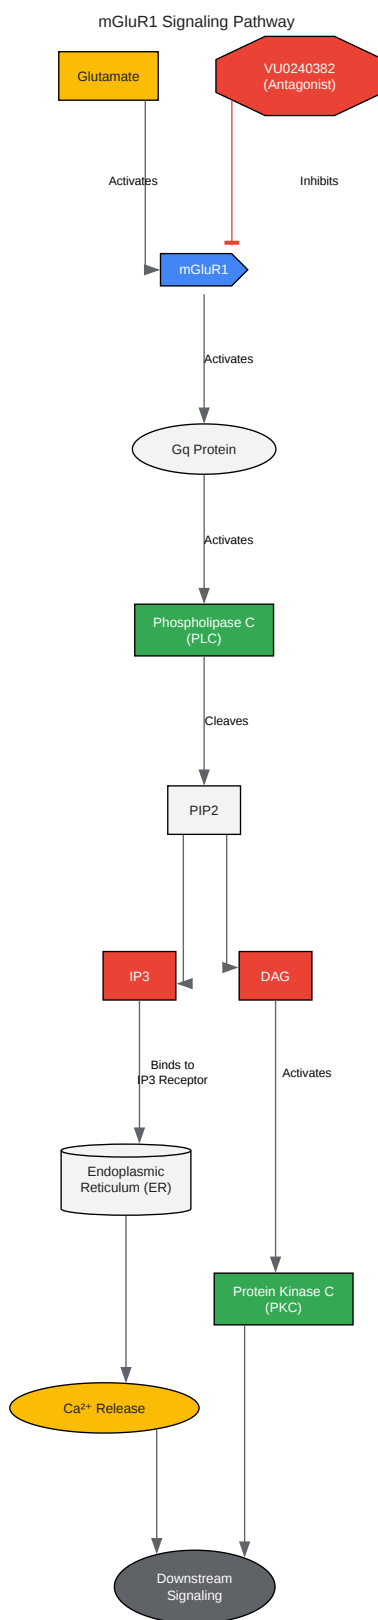 mGluR1 Signaling Pathway
Glutamate
VU0240382
(Antagonist)
Activates
Inhibits
mGluR1
Activates
Gq Protein
Activates
Phospholipase C
(PLC)
Cleaves
PIP2
IP3
DAG
Binds to
IP3 Receptor
Activates
Endoplasmic
Reticulum (ER)
Protein Kinase C
(PKC)
Ca²⁺ Release
Downstream
Signaling